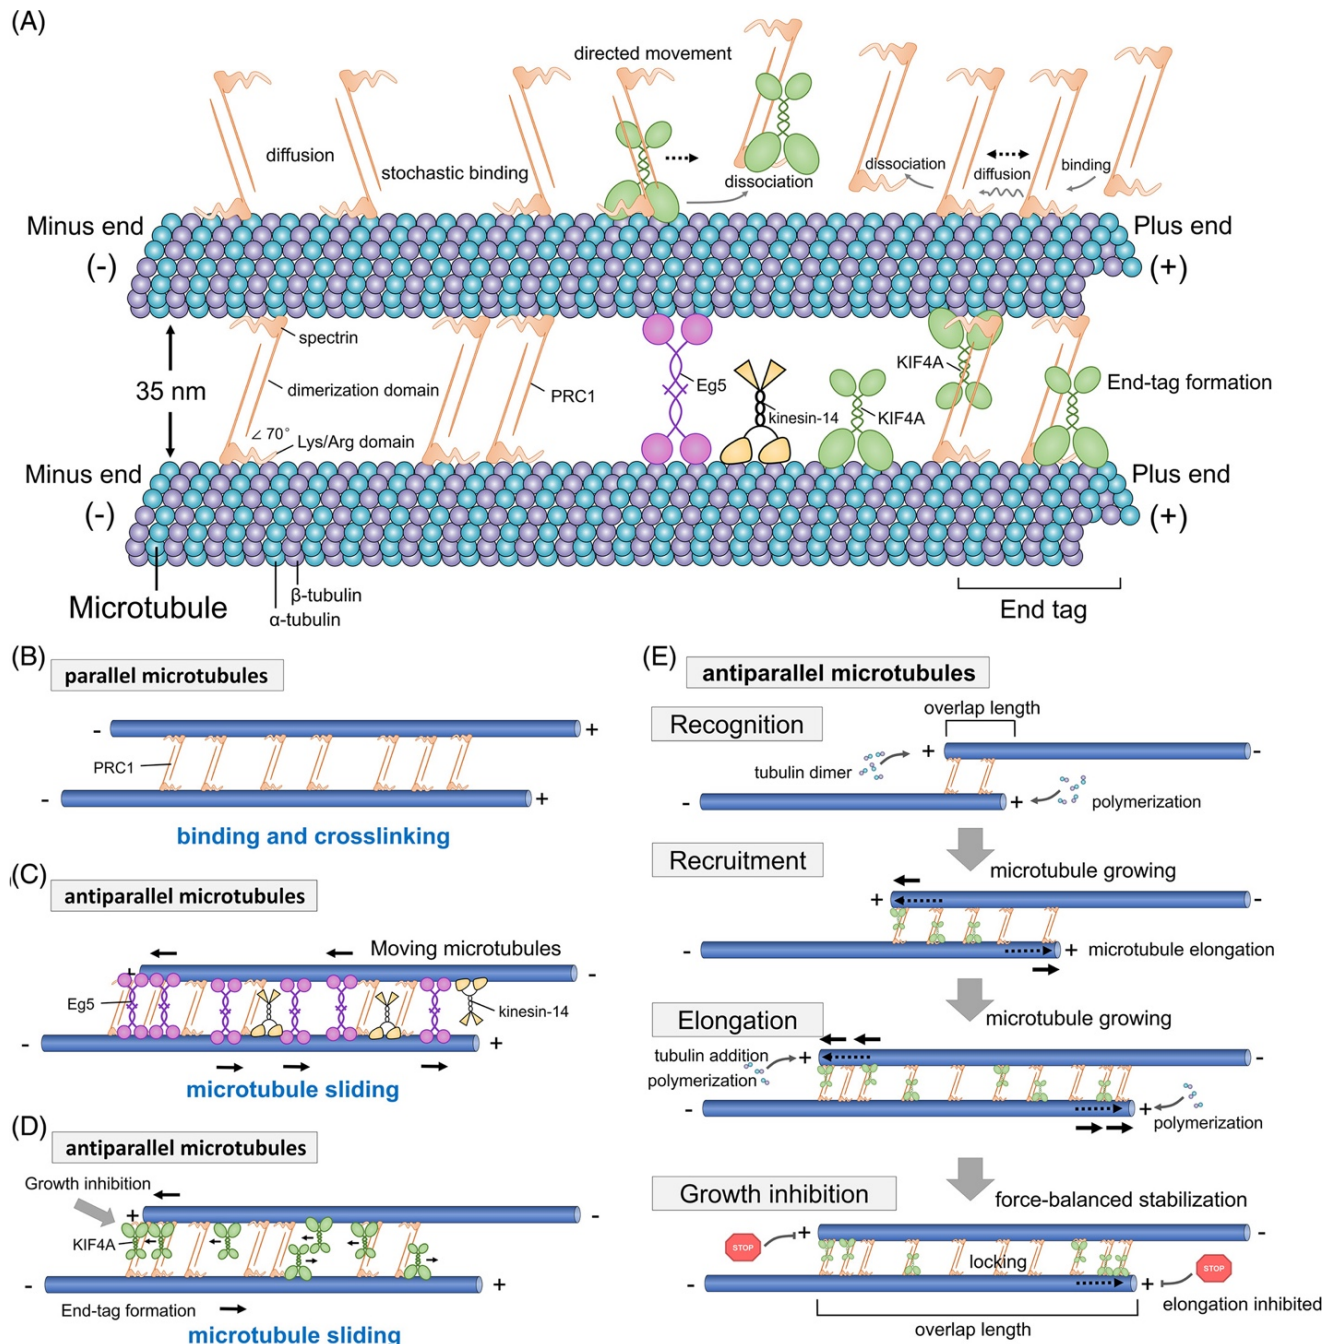 (A)
directed movement
diffusion
stochastic binding
dissociation
dissociation
diffusion
binding
Minus end
(-)
Plus end
(+)
35 nm
spectrin
dimerization domain
∠ 70°
Lys/Arg domain
PRC1
Eg5
kinesin-14
KIF4A
KIF4A
End-tag formation
Minus end
(-)
Plus end
(+)
Microtubule
β-tubulin
α-tubulin
End tag
(B)
parallel microtubules
-
+
PRC1
-
+
binding and crosslinking
(C)
antiparallel microtubules
Moving microtubules
+
-
Eg5
kinesin-14
-
+
microtubule sliding
(D)
antiparallel microtubules
Growth inhibition
+
-
KIF4A
-
+
End-tag formation
microtubule sliding
(E)
antiparallel microtubules
Recognition
overlap length
+
-
tubulin dimer
-
+
polymerization
Recruitment
microtubule growing
+
-
-
+
microtubule elongation
Elongation
microtubule growing
tubulin addition
polymerization
+
-
-
+
polymerization
Growth inhibition
force-balanced stabilization
STOP
+
-
locking
-
+
STOP
elongation inhibited
overlap length